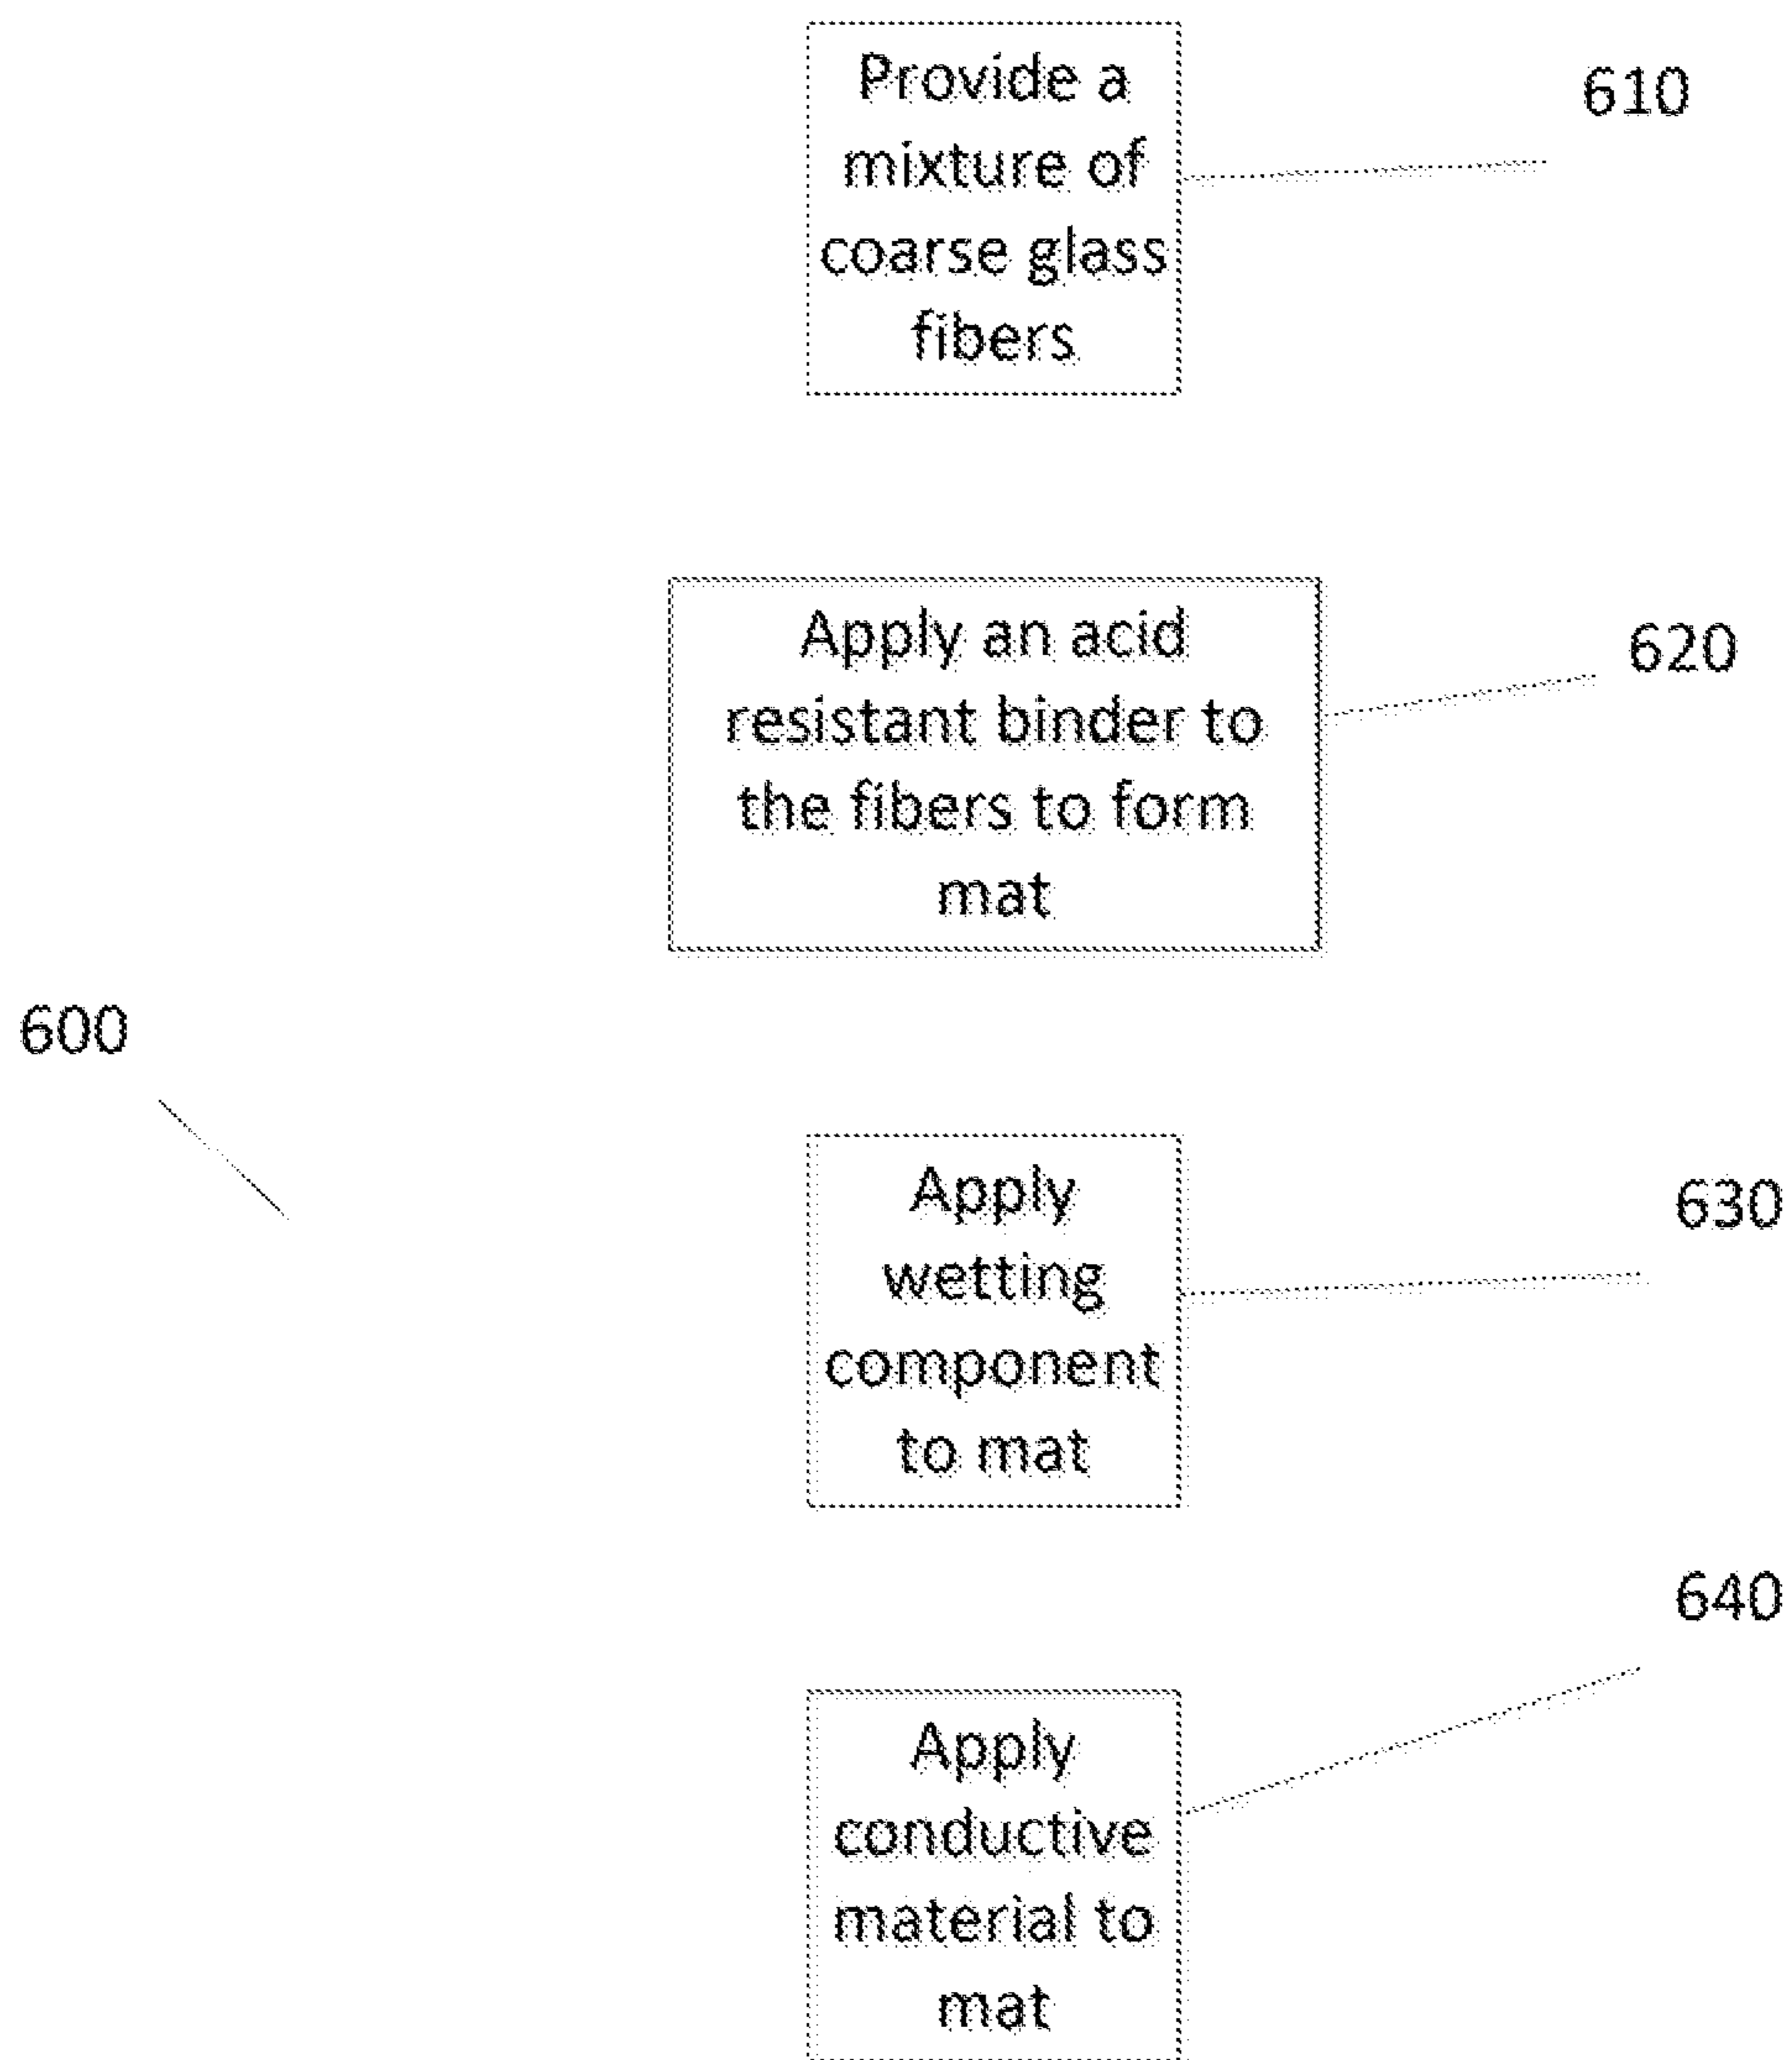 Provide a
mixture of
coarse glass
fibers
610
Apply an acid
resistant binder to
the fibers to form
mat
620
600
Apply
wetting
component
to mat
630
640
Apply
conductive
material to
mat